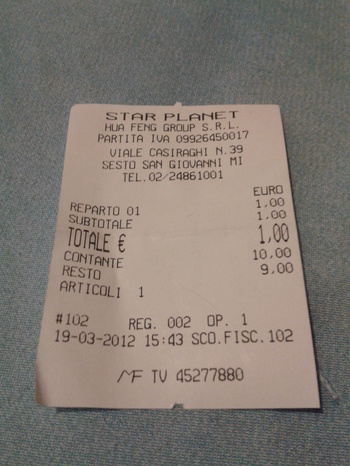 STAR PLANET
HUA FENG GROUP S.R.L.
PARTITA IVA 09926450017
VIALE CASIRAGHI N.39
SESTO SAN GIOVANNI MI
TEL.02/24861001
EURO
REPARTO 01 1,00
SUBTOTALE 1,00
TOTALE € 1,00
CONTANTE 10,00
RESTO 9,00
ARTICOLI 1
#102 REG. 002 OP. 1
19-03-2012 15:43 SCO.FISC.102
MF TV 45277880